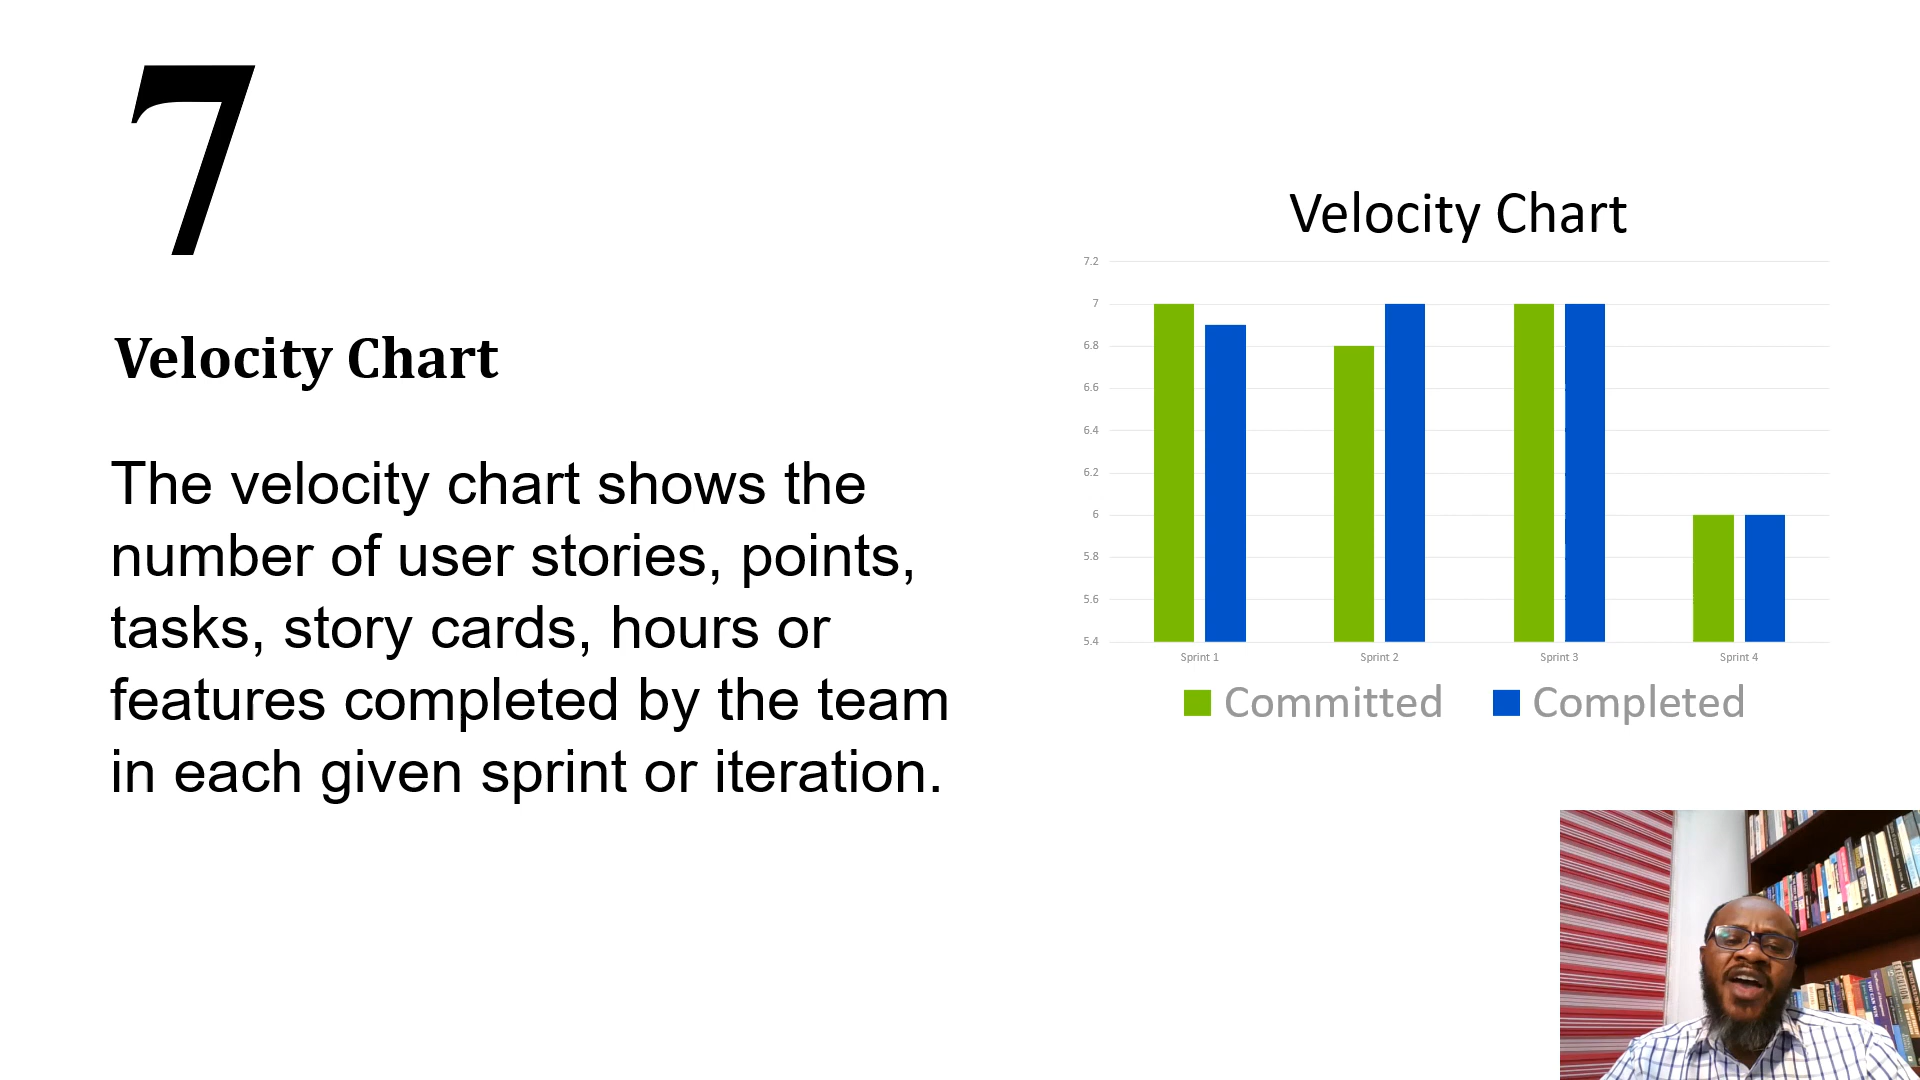 7
Velocity Chart
The velocity chart shows the
number of user stories, points,
tasks, story cards, hours or
features completed by the team
in each given sprint or iteration.
Velocity Chart
7.2
7
6.8
6.6
6.4
6.2
6
5.8
5.6
5.4
Sprint 1 Sprint 2 Sprint 3 Sprint 4
Committed Completed